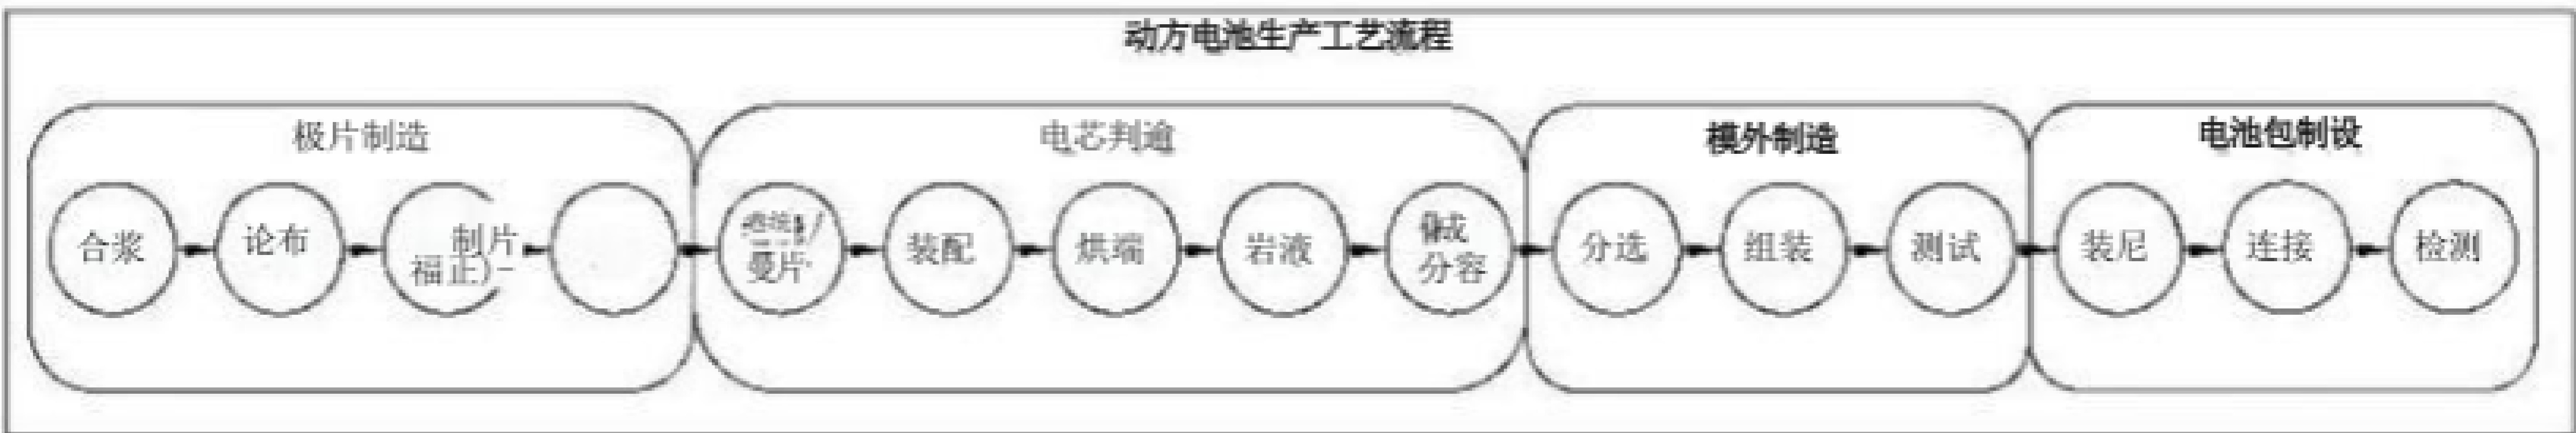 动方电池生产工艺流程
极片制造
电芯判逾
模外制造
电池包制设
合浆
论布
制片
福正）
曼片
装配
烘端
岩液
成
分容
分选
组装
测试
装尼
连接
检测